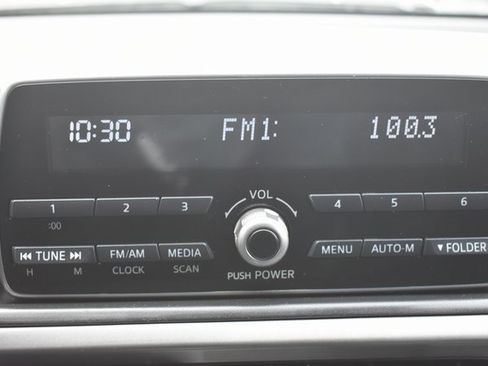 10:30 FM1: 100.3
VOL
1 2 3 4 5 6
:00
TUNE FM/AM MEDIA MENU AUTO-M ▼ FOLDER
H M CLOCK SCAN PUSH POWER